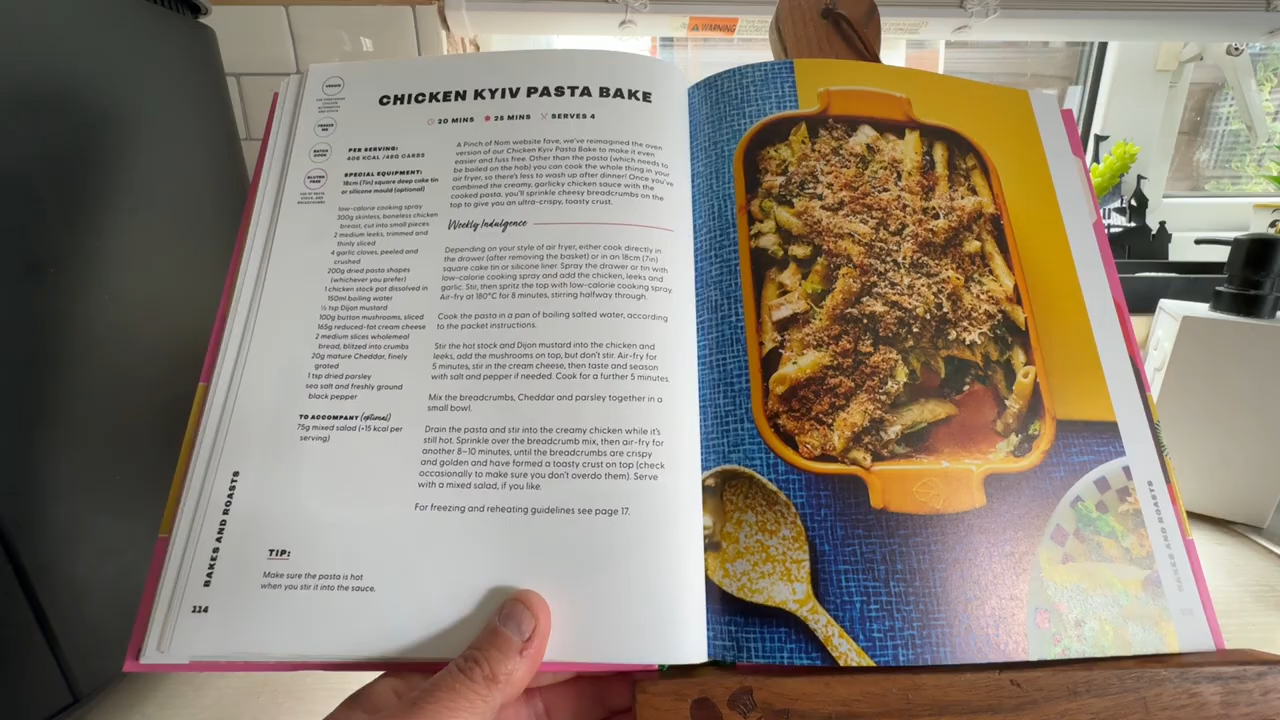 WARNING
VEGGIE
FREEZE ME
BATCH COOK
GLUTEN FREE
CHICKEN KYIV PASTA BAKE
20 MINS 25 MINS SERVES 4
PER SERVING:
406 KCAL /48G CARBS
SPECIAL EQUIPMENT:
18cm (7in) square deep cake tin
or silicone mould (optional)
low-calorie cooking spray
300g skinless, boneless chicken
breast, cut into small pieces
2 medium leeks, trimmed and
thinly sliced
4 garlic cloves, peeled and
crushed
200g dried pasta shapes
(whichever you prefer)
1 chicken stock pot dissolved in
150ml boiling water
½ tsp Dijon mustard
100g button mushrooms, sliced
165g reduced-fat cream cheese
2 medium slices wholemeal
bread, blitzed into crumbs
20g mature Cheddar, finely
grated
1 tsp dried parsley
sea salt and freshly ground
black pepper
TO ACCOMPANY (optional)
75g mixed salad (+15 kcal per
serving)
A Pinch of Nom website fave, we've reimagined the oven
version of our Chicken Kyiv Pasta Bake to make it even
easier and fuss free. Other than the pasta (which needs to
be boiled on the hob) you can cook the whole thing in your
air fryer, so there's less to wash up after dinner! Once you've
combined the creamy, garlicky chicken sauce with the
cooked pasta, you'll sprinkle cheesy breadcrumbs on the
top to give you an ultra-crispy, toasty crust.
Weekly Indulgence
Depending on your style of air fryer, either cook directly in
the drawer (after removing the basket) or in an 18cm (7in)
square cake tin or silicone liner. Spray the drawer or tin with
low-calorie cooking spray and add the chicken, leeks and
garlic. Stir, then spritz the top with low-calorie cooking spray.
Air-fry at 180°C for 8 minutes, stirring halfway through.
Cook the pasta in a pan of boiling salted water, according
to the packet instructions.
Stir the hot stock and Dijon mustard into the chicken and
leeks, add the mushrooms on top, but don't stir. Air-fry for
5 minutes, stir in the cream cheese, then taste and season
with salt and pepper if needed. Cook for a further 5 minutes.
Mix the breadcrumbs, Cheddar and parsley together in a
small bowl.
Drain the pasta and stir into the creamy chicken while it's
still hot. Sprinkle over the breadcrumb mix, then air-fry for
another 8–10 minutes, until the breadcrumbs are crispy
and golden and have formed a toasty crust on top (check
occasionally to make sure you don't overdo them). Serve
with a mixed salad, if you like.
For freezing and reheating guidelines see page 17.
TIP:
Make sure the pasta is hot
when you stir it into the sauce.
BAKES AND ROASTS
114
BAKES AND ROASTS